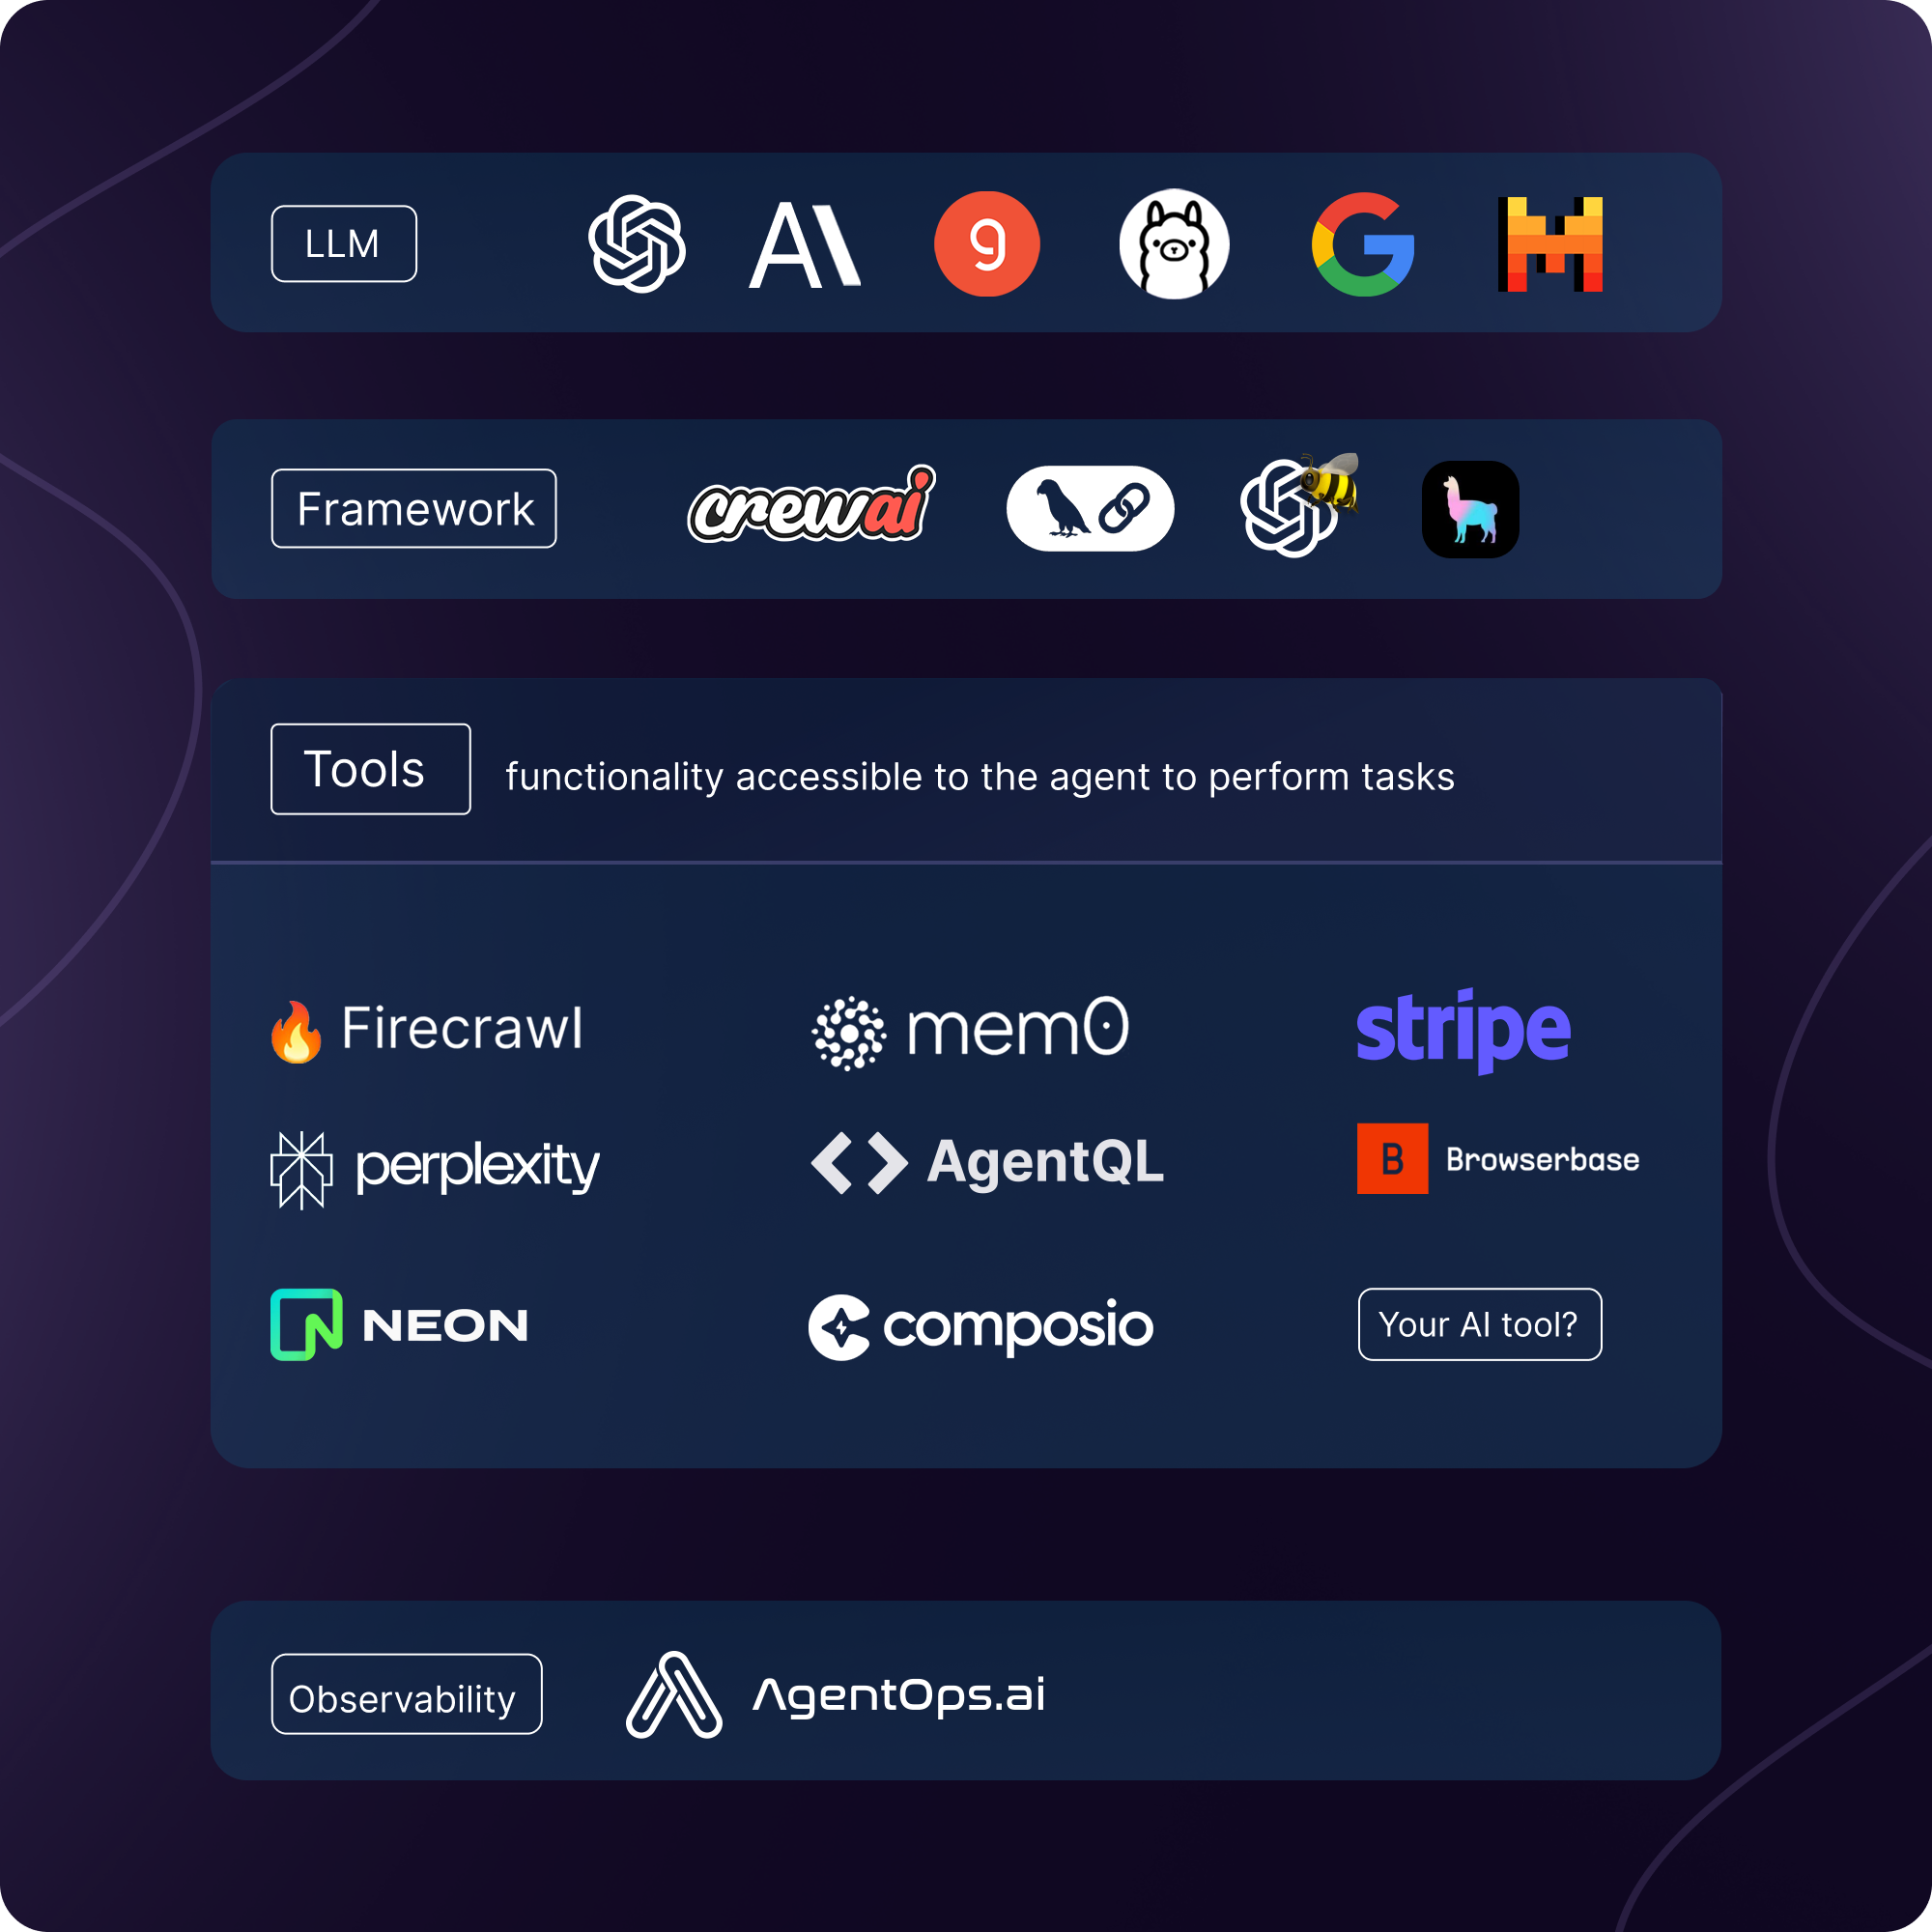 LLM
A\
g
Framework
crewai
Tools
functionality accessible to the agent to perform tasks
Firecrawl
mem0
stripe
perplexity
<> AgentQL
B Browserbase
NEON
composio
Your AI tool?
Observability
AgentOps.ai